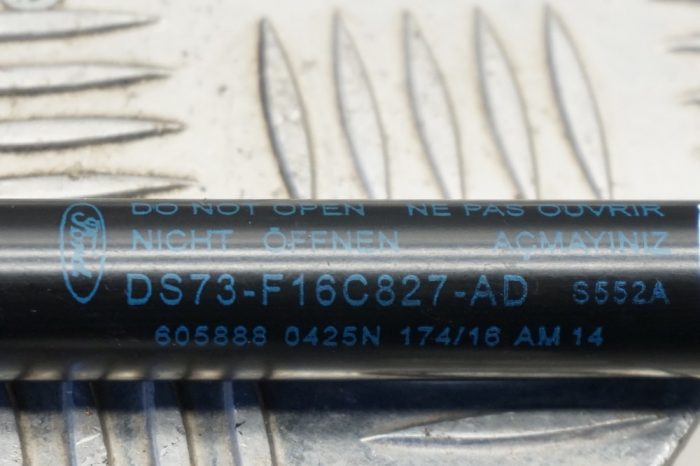 DO NOT OPEN NE PAS OUVRIR
NICHT ÖFFNEN AÇMAYINIZ
Ford
DS73-F16C827-AD S552A
605888 0425N 174/16 AM 14